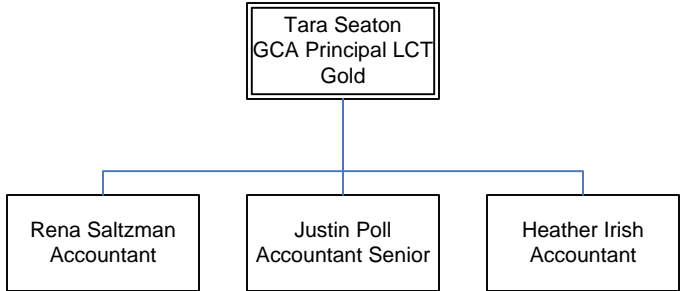 Tara Seaton
GCA Principal LCT
Gold
Rena Saltzman
Accountant
Justin Poll
Accountant Senior
Heather Irish
Accountant